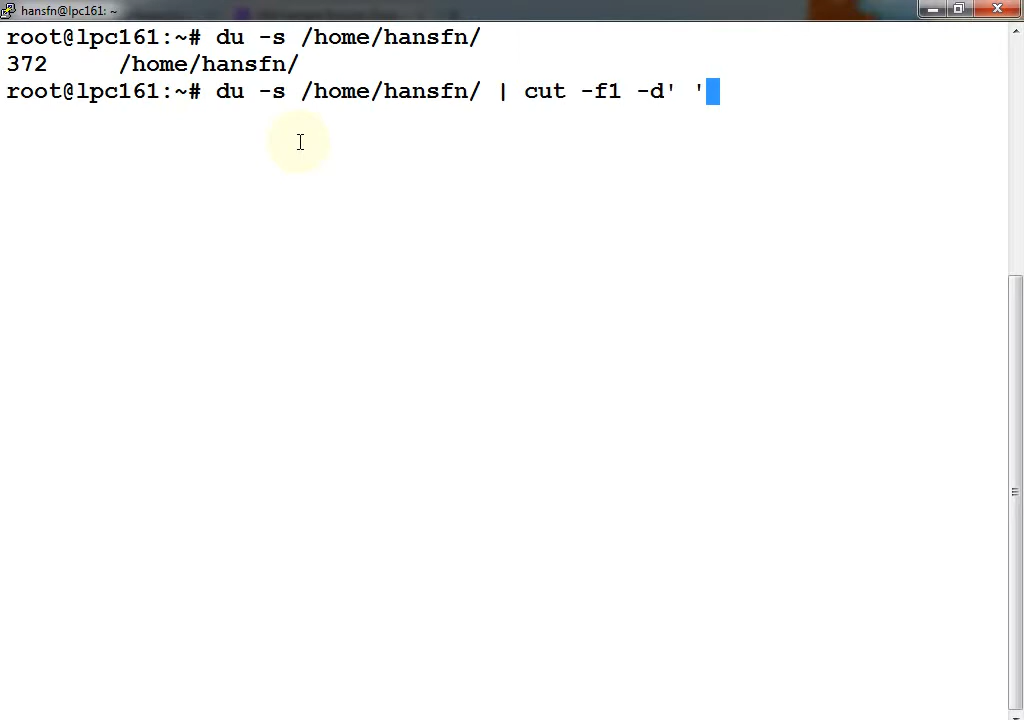 hansfn@lpc161: ~
root@lpc161:~# du -s /home/hansfn/
372     /home/hansfn/
root@lpc161:~# du -s /home/hansfn/ | cut -f1 -d' '